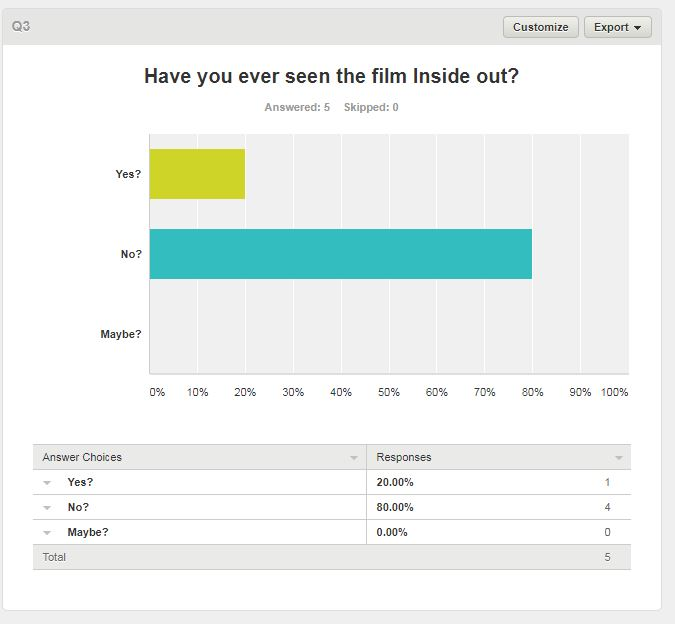 Q3 Customize Export
Have you ever seen the film Inside out?
Answered: 5 Skipped: 0
Yes?
No?
Maybe?
0% 10% 20% 30% 40% 50% 60% 70% 80% 90% 100%
Answer Choices Responses
Yes? 20.00% 1
No? 80.00% 4
Maybe? 0.00% 0
Total 5